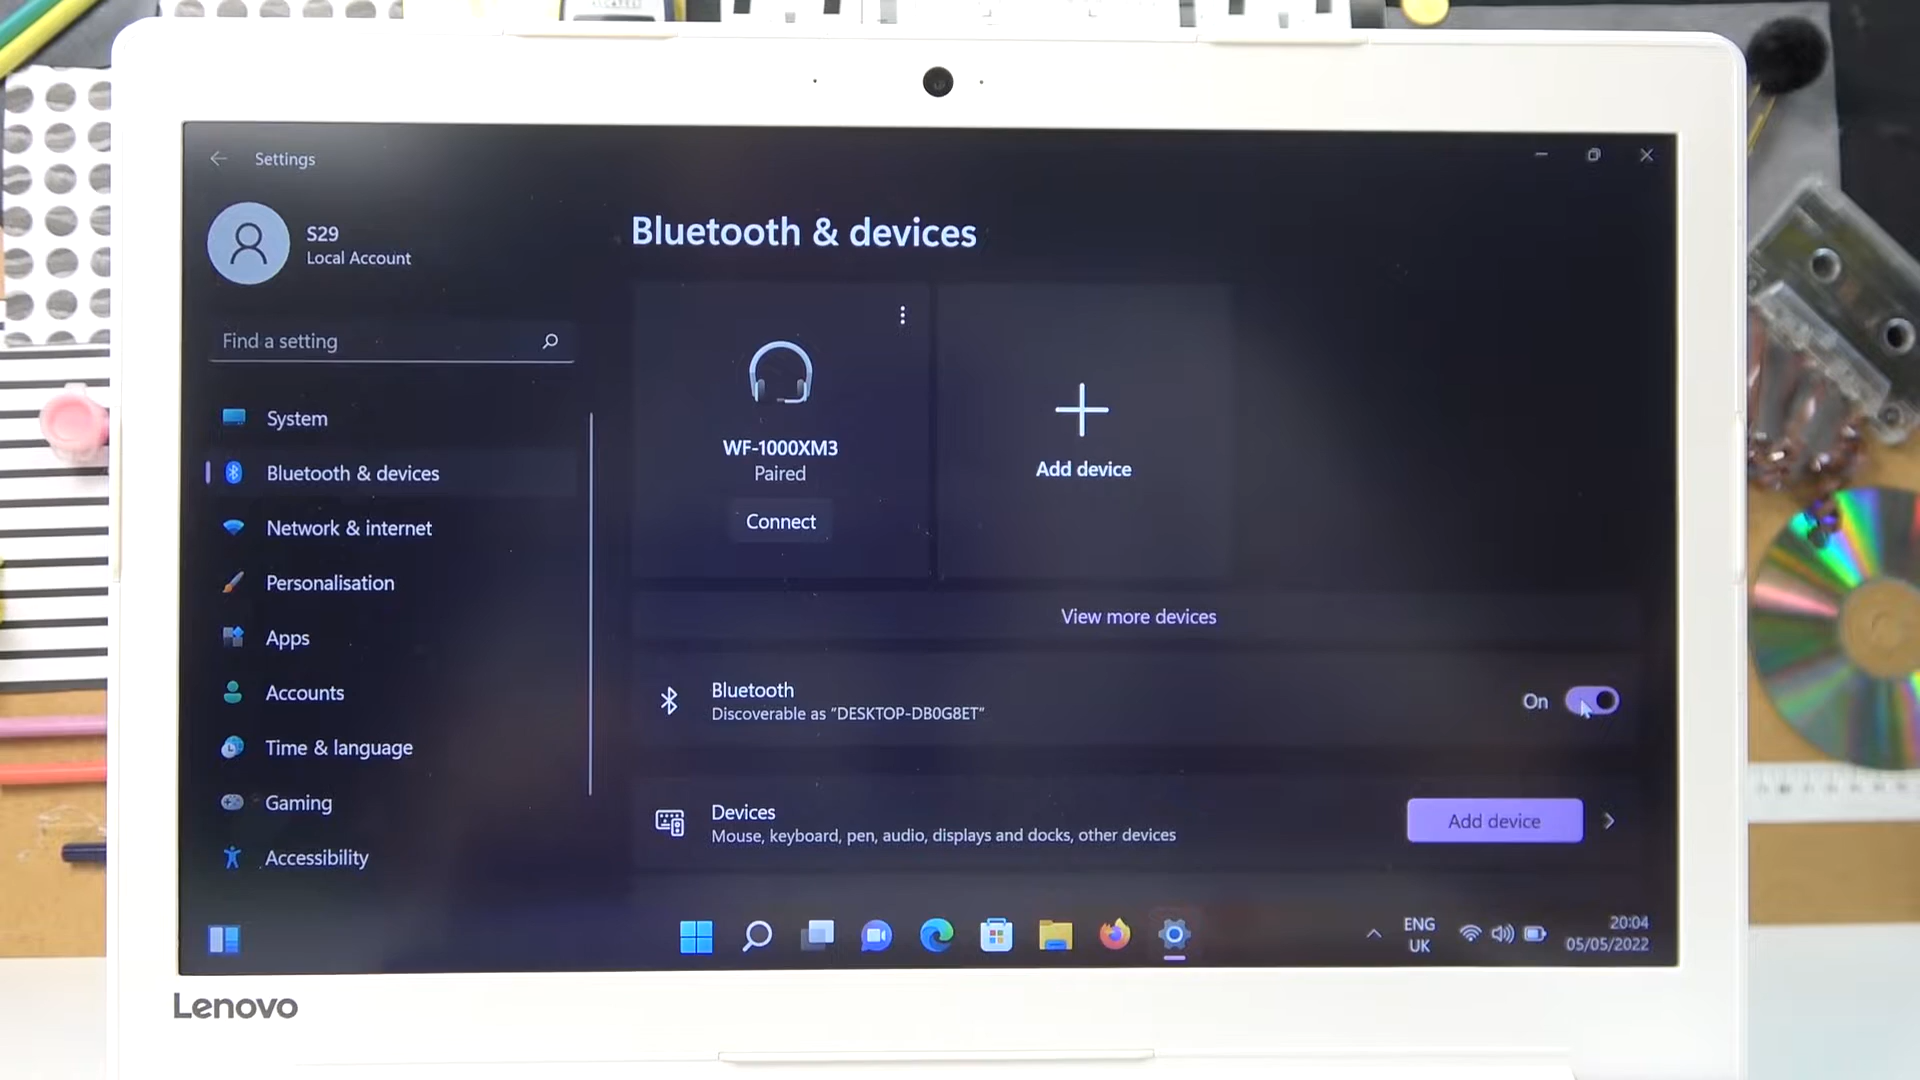 Settings
S29
Local Account
Find a setting
System
Bluetooth & devices
Network & internet
Personalisation
Apps
Accounts
Time & language
Gaming
Accessibility
Bluetooth & devices
WF-1000XM3
Paired
Connect
Add device
View more devices
Bluetooth
Discoverable as "DESKTOP-DB0G8ET"
On
Devices
Mouse, keyboard, pen, audio, displays and docks, other devices
Add device
ENG
UK
20:04
05/05/2022
Lenovo